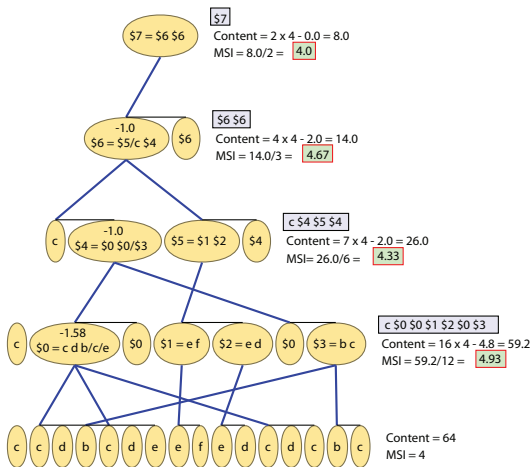 $7
$7 = $6 $6
Content = 2 x 4 - 0.0 = 8.0
MSI = 8.0/2 = 4.0
$6 $6
-1.0
$6 = $5/c $4
$6
Content = 4 x 4 - 2.0 = 14.0
MSI = 14.0/3 = 4.67
c $4 $5 $4
c
-1.0
$4 = $0 $0/$3
$5 = $1 $2
$4
Content = 7 x 4 - 2.0 = 26.0
MSI= 26.0/6 = 4.33
c $0 $0 $1 $2 $0 $3
c
-1.58
$0 = c d b/c/e
$0
$1 = e f
$2 = e d
$0
$3 = b c
Content = 16 x 4 - 4.8 = 59.2
MSI = 59.2/12 = 4.93
c c d b c d e e f e d c d c b c
Content = 64
MSI = 4